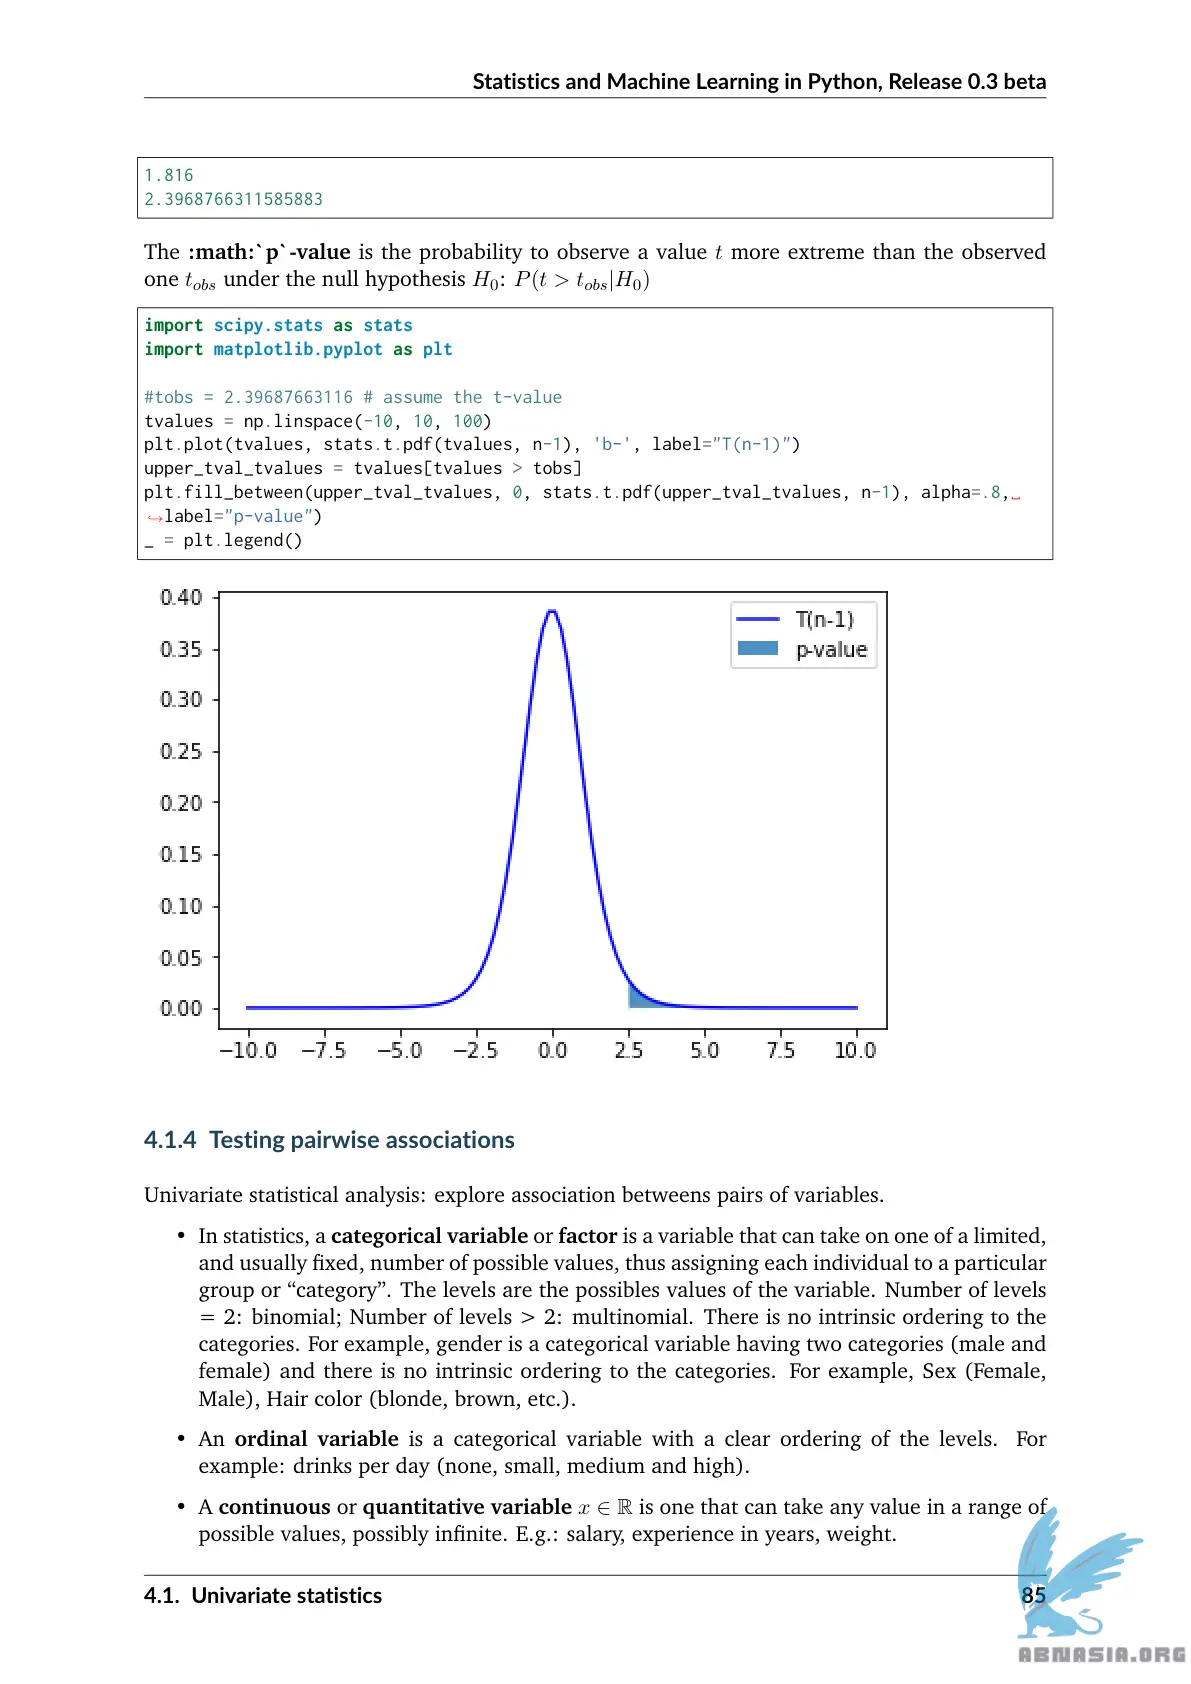 Statistics and Machine Learning in Python, Release 0.3 beta
1.816
2.3968766311585883
The :math:`p`-value is the probability to observe a value t more extreme than the observed
one tobs under the null hypothesis H0: P(t > tobs|H0)
import scipy.stats as stats
import matplotlib.pyplot as plt
#tobs = 2.39687663116 # assume the t-value
tvalues = np.linspace(-10, 10, 100)
plt.plot(tvalues, stats.t.pdf(tvalues, n-1), 'b-', label="T(n-1)")
upper_tval_tvalues = tvalues[tvalues > tobs]
plt.fill_between(upper_tval_tvalues, 0, stats.t.pdf(upper_tval_tvalues, n-1), alpha=.8,␣
↪label="p-value")
_ = plt.legend()
0.40
0.35
0.30
0.25
0.20
0.15
0.10
0.05
0.00
T(n-1)
p-value
−10.0 −7.5 −5.0 −2.5 0.0 2.5 5.0 7.5 10.0
4.1.4 Testing pairwise associations
Univariate statistical analysis: explore association betweens pairs of variables.
• In statistics, a categorical variable or factor is a variable that can take on one of a limited,
and usually fixed, number of possible values, thus assigning each individual to a particular
group or “category”. The levels are the possibles values of the variable. Number of levels
= 2: binomial; Number of levels > 2: multinomial. There is no intrinsic ordering to the
categories. For example, gender is a categorical variable having two categories (male and
female) and there is no intrinsic ordering to the categories. For example, Sex (Female,
Male), Hair color (blonde, brown, etc.).
• An ordinal variable is a categorical variable with a clear ordering of the levels. For
example: drinks per day (none, small, medium and high).
• A continuous or quantitative variable x ∈ ℝ is one that can take any value in a range of
possible values, possibly infinite. E.g.: salary, experience in years, weight.
4.1. Univariate statistics 85
ABNASIA.ORG